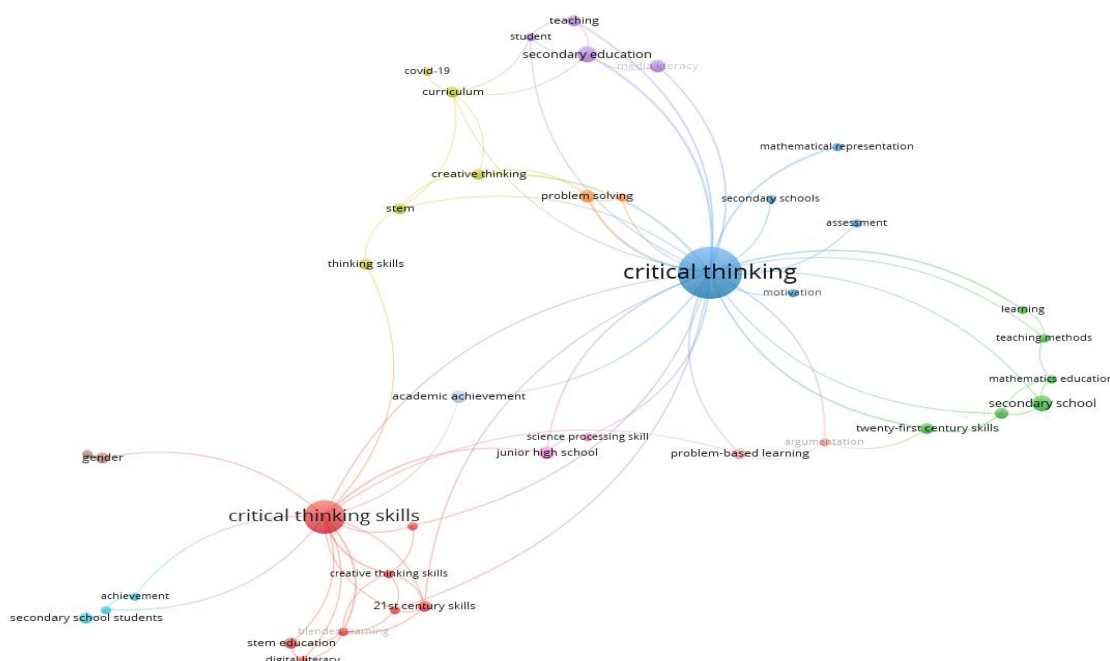 teaching
student
secondary education
media literacy
covid-19
curriculum
mathematical representation
creative thinking
problem solving
secondary schools
stem
assessment
thinking skills
critical thinking
motivation
learning
teaching methods
mathematics education
academic achievement
secondary school
twenty-first century skills
science processing skill
argumentation
junior high school
problem-based learning
gender
critical thinking skills
creative thinking skills
achievement
21st century skills
secondary school students
blended learning
stem education
digital literacy